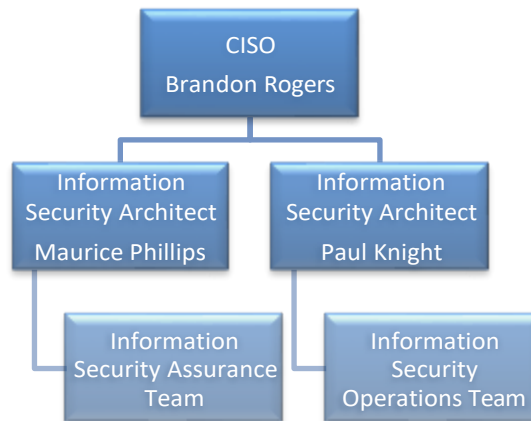 CISO
Brandon Rogers
Information
Security Architect
Maurice Phillips
Information
Security Architect
Paul Knight
Information
Security Assurance
Team
Information
Security
Operations Team